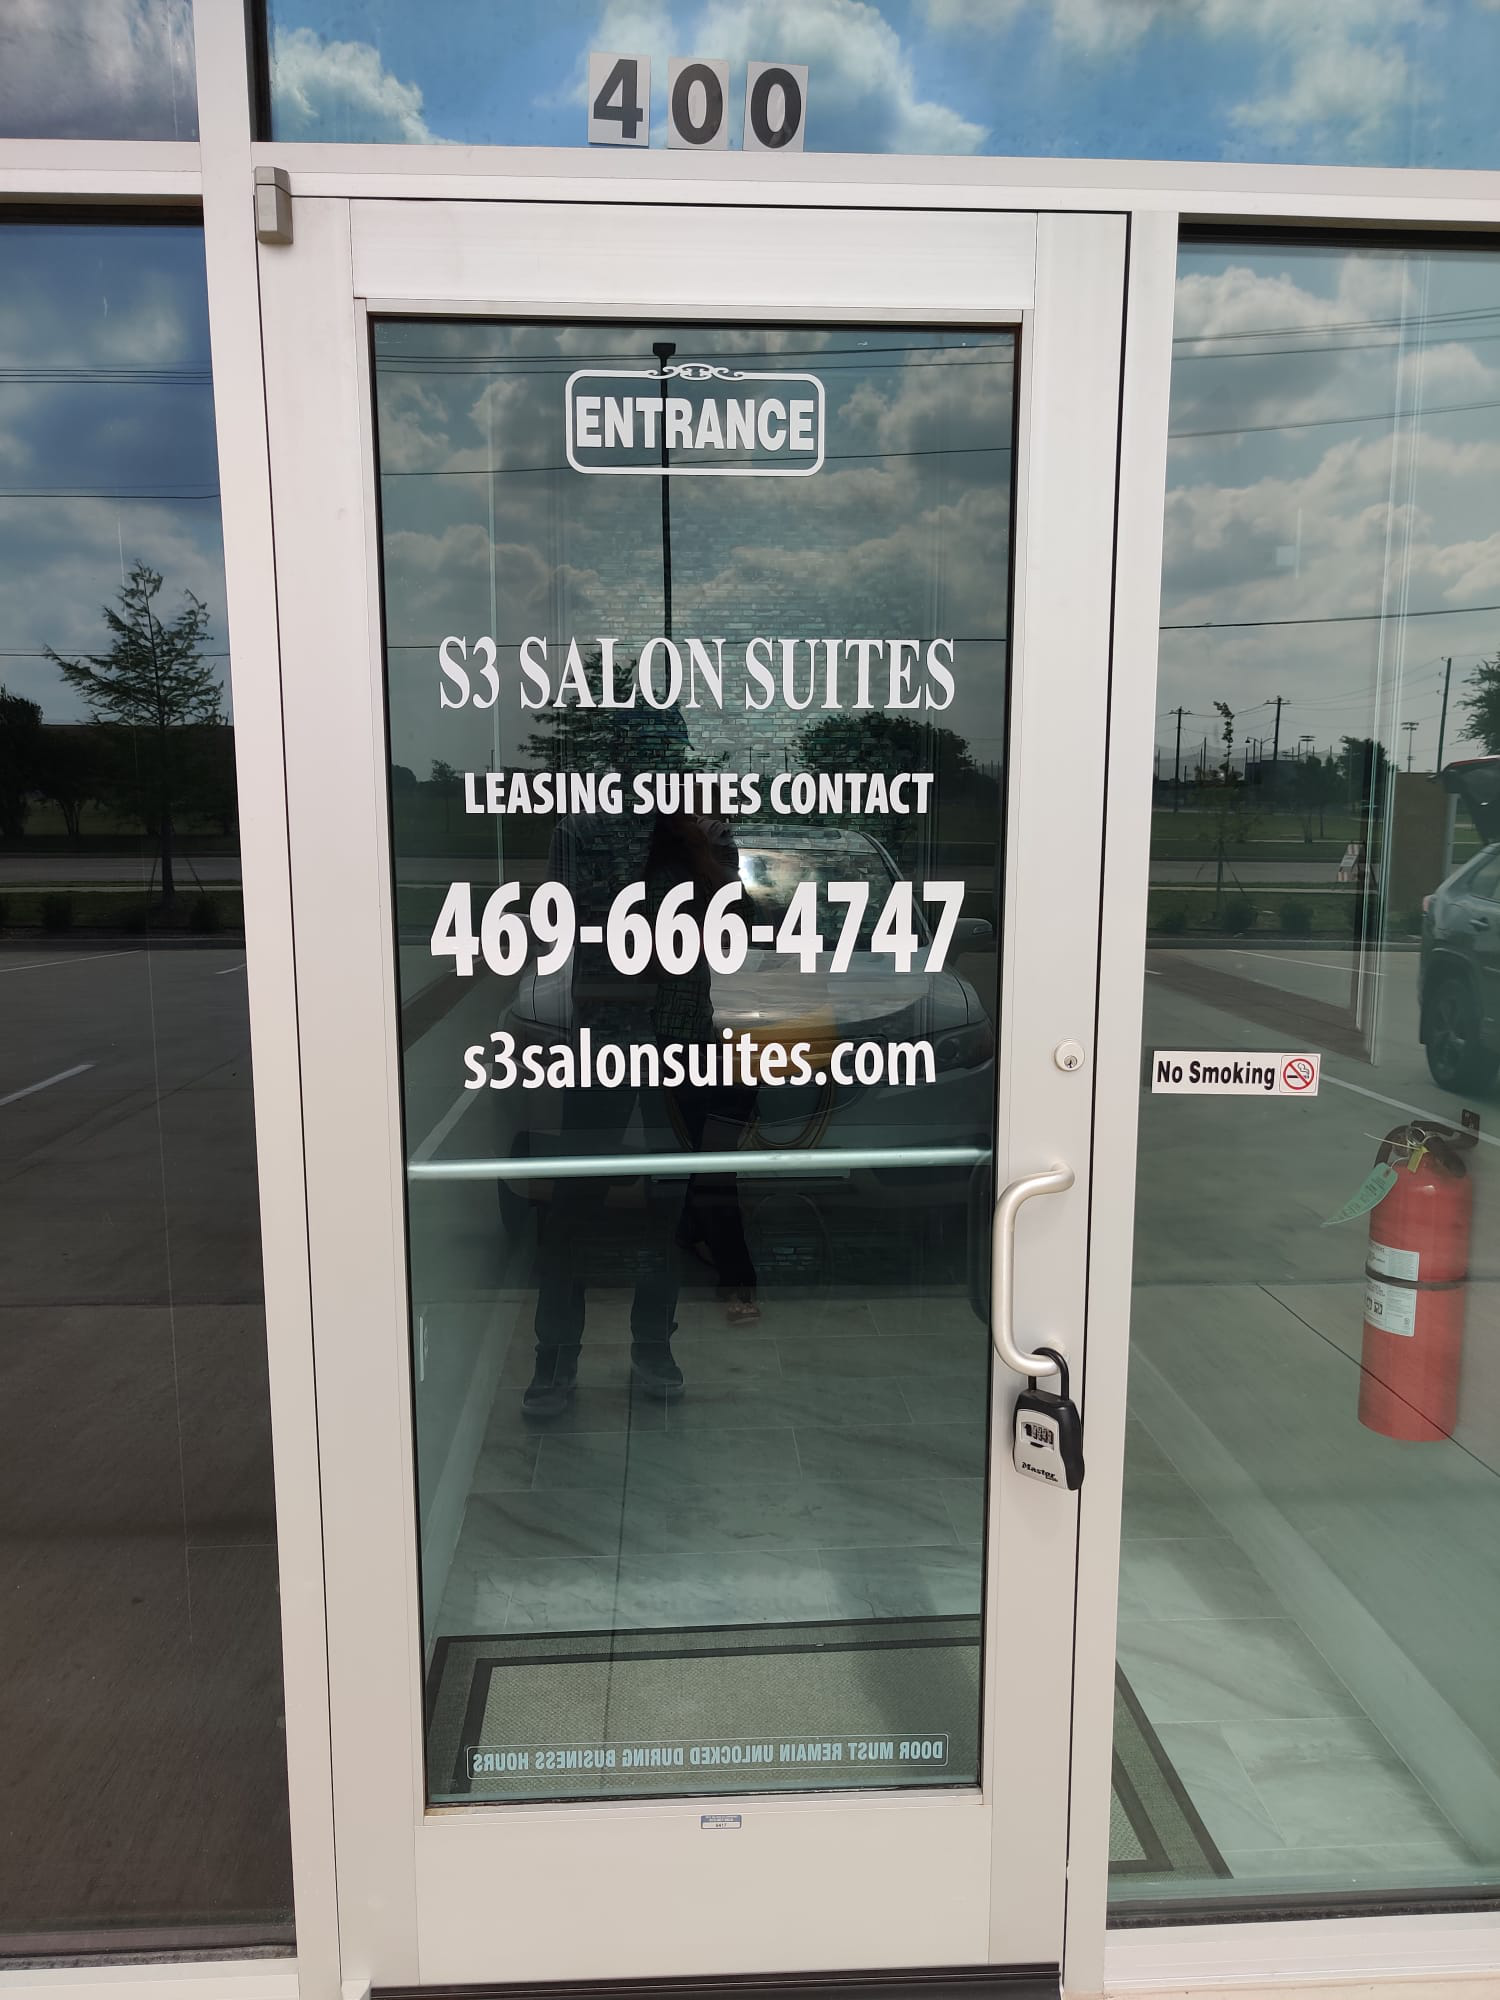 400
ENTRANCE
S3 SALON SUITES
LEASING SUITES CONTACT
469-666-4747
s3salonsuites.com
No Smoking
Master
DOOR MUST REMAIN UNLOCKED DURING BUSINESS HOURS